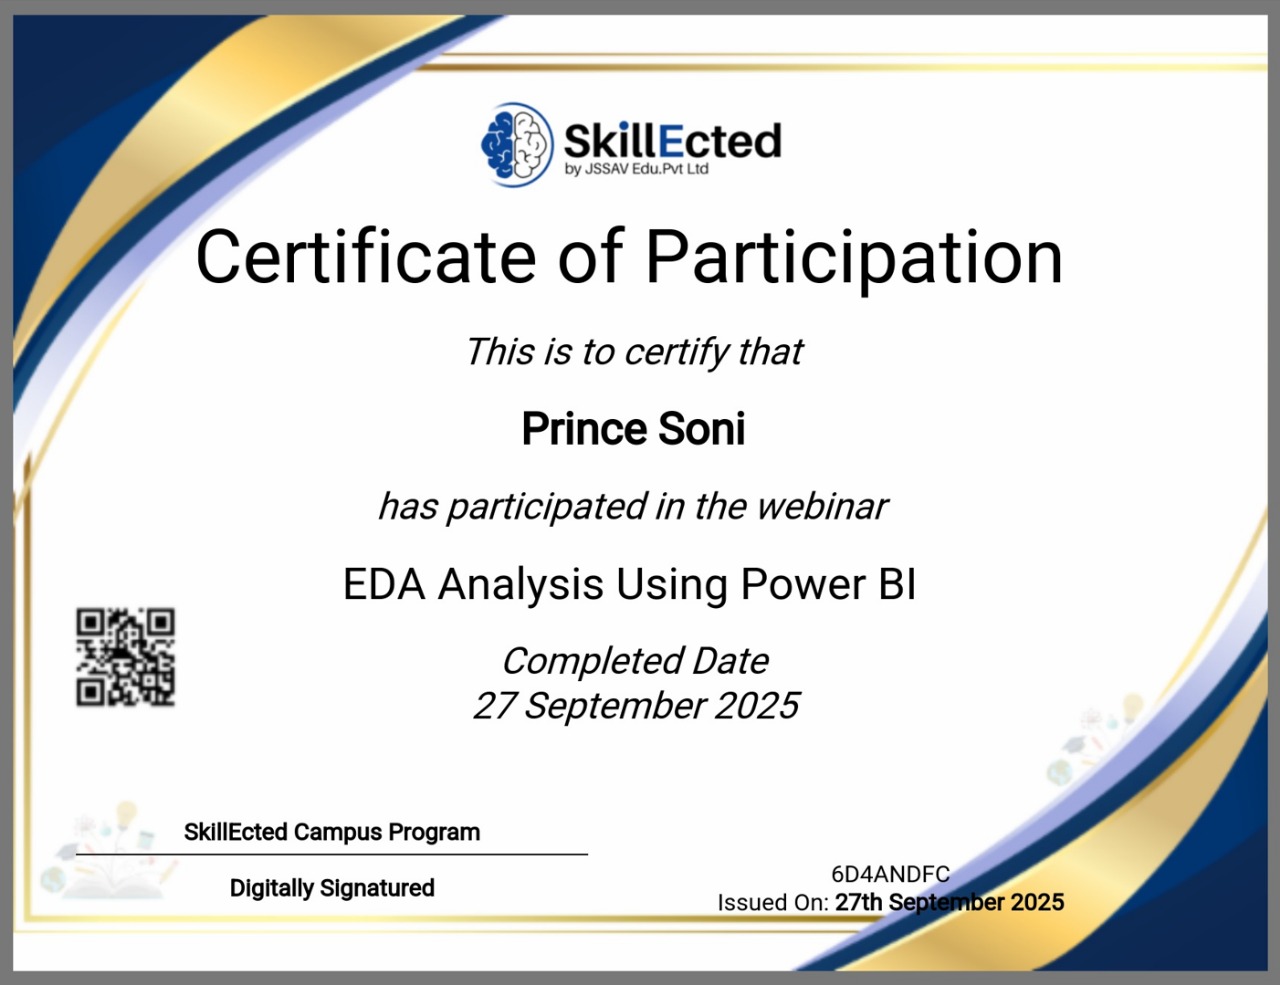 SkillEcted
by JSSAV Edu.Pvt Ltd
Certificate of Participation
This is to certify that
Prince Soni
has participated in the webinar
EDA Analysis Using Power BI
Completed Date
27 September 2025
SkillEcted Campus Program
Digitally Signatured
6D4ANDFC
Issued On: 27th September 2025